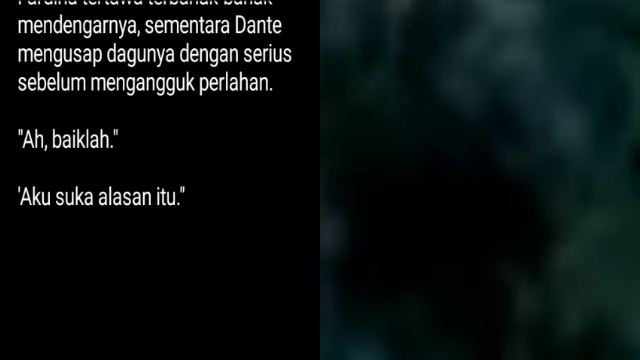 mendengarnya, sementara Dante
mengusap dagunya dengan serius
sebelum mengangguk perlahan.
"Ah, baiklah."
'Aku suka alasan itu."